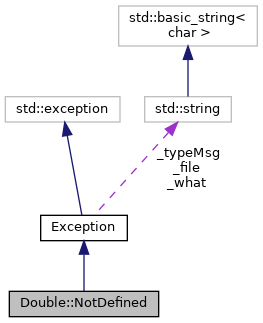 std::basic_string<
char >
std::exception
std::string
_typeMsg
_file
_what
Exception
Double::NotDefined